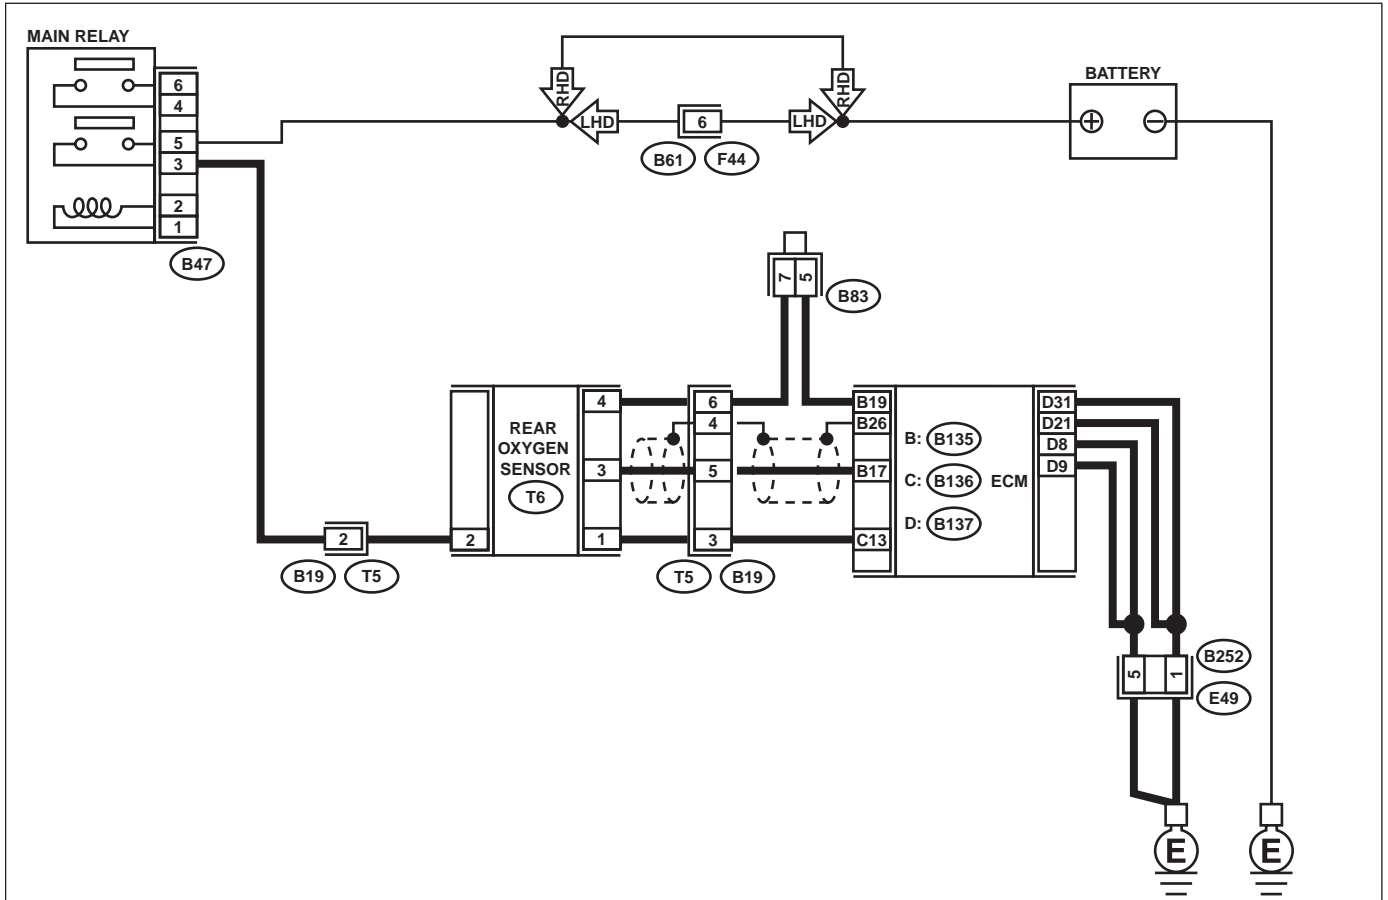 MAIN RELAY
6
4
5
3
2
1
B47
RHD
LHD
6
LHD
RHD
B61
F44
BATTERY
7
5
B83
2
B19
T5
2
REAR
OXYGEN
SENSOR
T6
4
3
1
6
4
5
3
T5
B19
B19
B26
B17
C13
B: B135
C: B136
D: B137
ECM
D31
D21
D8
D9
5
1
B252
E49
E
E